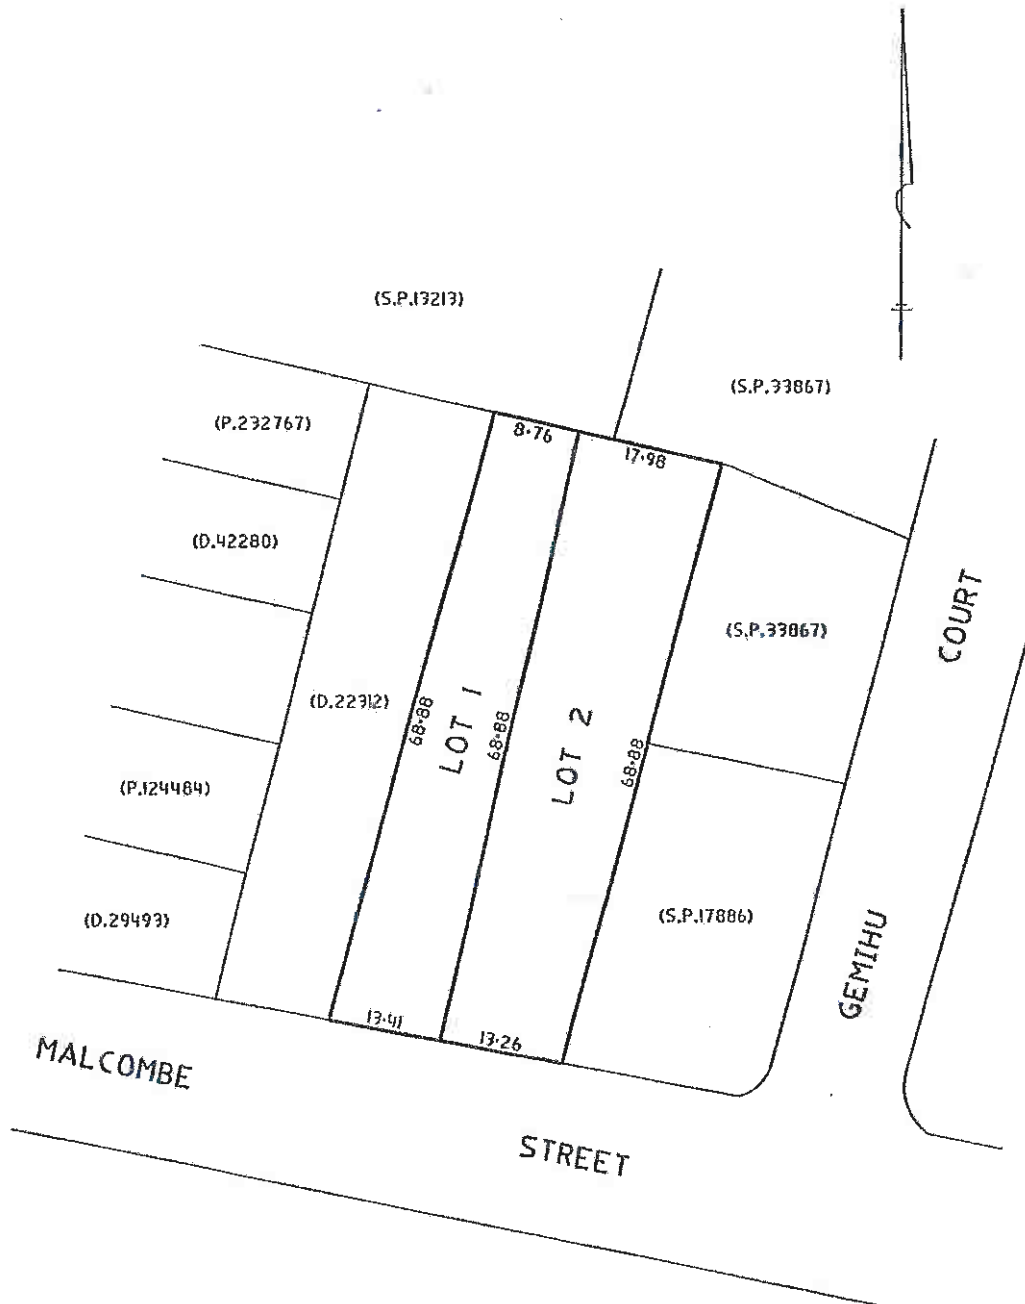 (S.P.13213)
(S.P.33867)
(P.232767)
8.76
17.98
(D.42280)
COURT
(S.P.33867)
(D.22312)
68.88
LOT 1
68.88
LOT 2
68.88
(P.124484)
(D.29493)
(S.P.17886)
GEMIHU
13.41
13.26
MALCOMBE
STREET